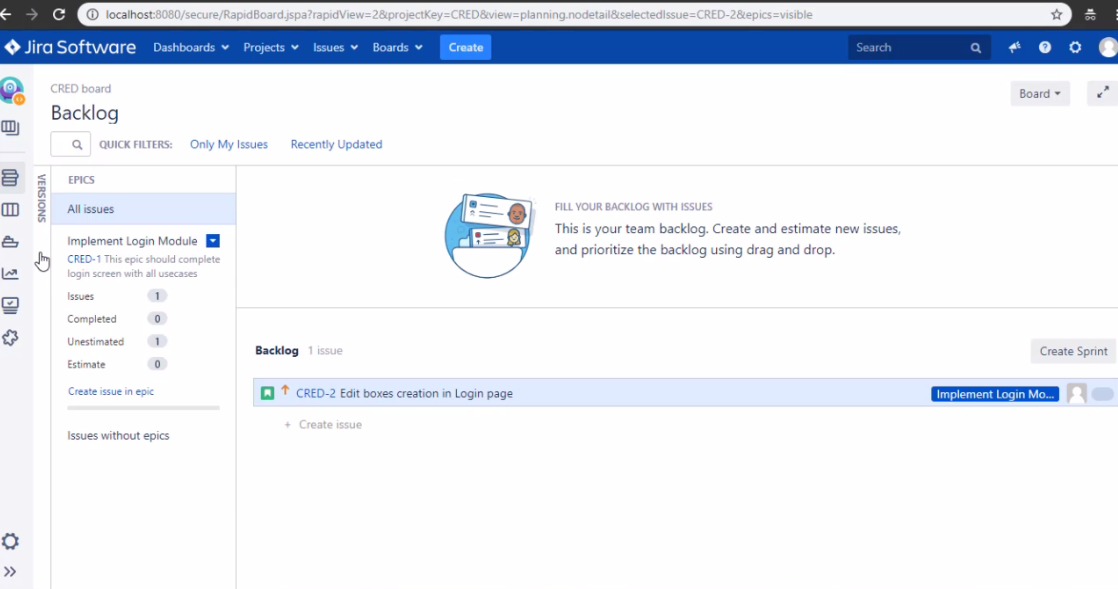 localhost:8080/secure/RapidBoard.jspa?rapidView=2&projectKey=CRED&view=planning.nodetail&selectedIssue=CRED-2&epics=visible
Jira Software Dashboards Projects Issues Boards Create Search
CRED board
Backlog
Board
QUICK FILTERS: Only My Issues Recently Updated
VERSIONS
EPICS
All issues
Implement Login Module
CRED-1 This epic should complete
login screen with all usecases
Issues 1
Completed 0
Unestimated 1
Estimate 0
Create issue in epic
Issues without epics
FILL YOUR BACKLOG WITH ISSUES
This is your team backlog. Create and estimate new issues,
and prioritize the backlog using drag and drop.
Backlog 1 issue
Create Sprint
CRED-2 Edit boxes creation in Login page Implement Login Mo...
+ Create issue